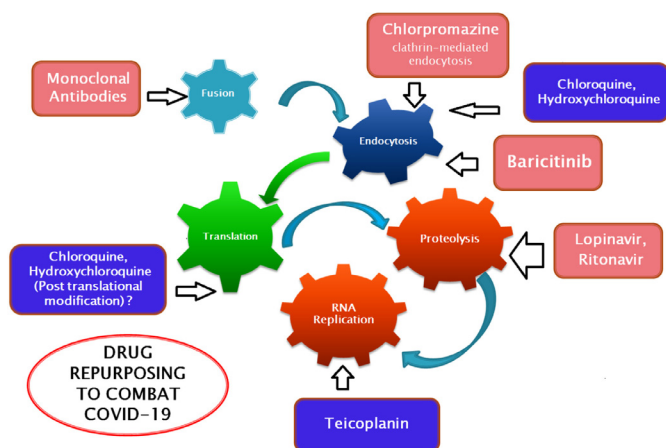 Chlorpromazine
clathrin-mediated
endocytosis
Monoclonal
Antibodies
Fusion
Chloroquine,
Hydroxychloroquine
Endocytosis
Baricitinib
Translation
Proteolysis
Lopinavir,
Ritonavir
Chloroquine,
Hydroxychloroquine
(Post translational
modification) ?
RNA
Replication
DRUG
REPURPOSING
TO COMBAT
COVID-19
Teicoplanin